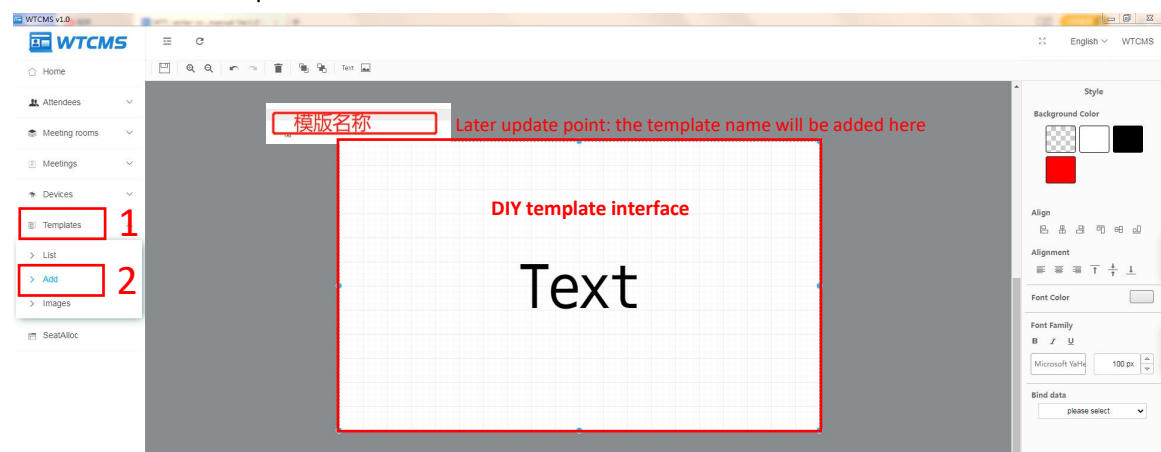 WTCMS v1.0
WTCMS
English
WTCMS
Home
Text
Attendees
Meeting rooms
Meetings
Devices
Templates
1
List
Add
2
Images
SeatAlloc
模版名称
Later update point: the template name will be added here
DIY template interface
Text
Style
Background Color
Align
Alignment
Font Color
Font Family
B I U
Microsoft YaHe
100 px
Bind data
please select